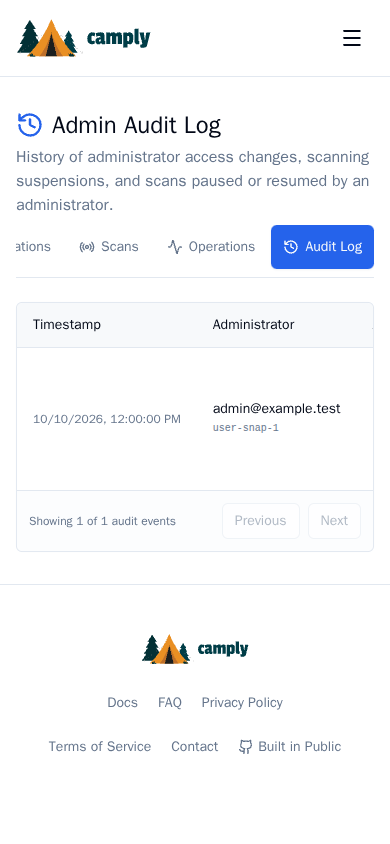 camply
Admin Audit Log
History of administrator access changes, scanning
suspensions, and scans paused or resumed by an
administrator.
ations Scans Operations Audit Log
Timestamp Administrator
10/10/2026, 12:00:00 PM admin@example.test
user-snap-1
Showing 1 of 1 audit events Previous Next
camply
Docs FAQ Privacy Policy
Terms of Service Contact Built in Public